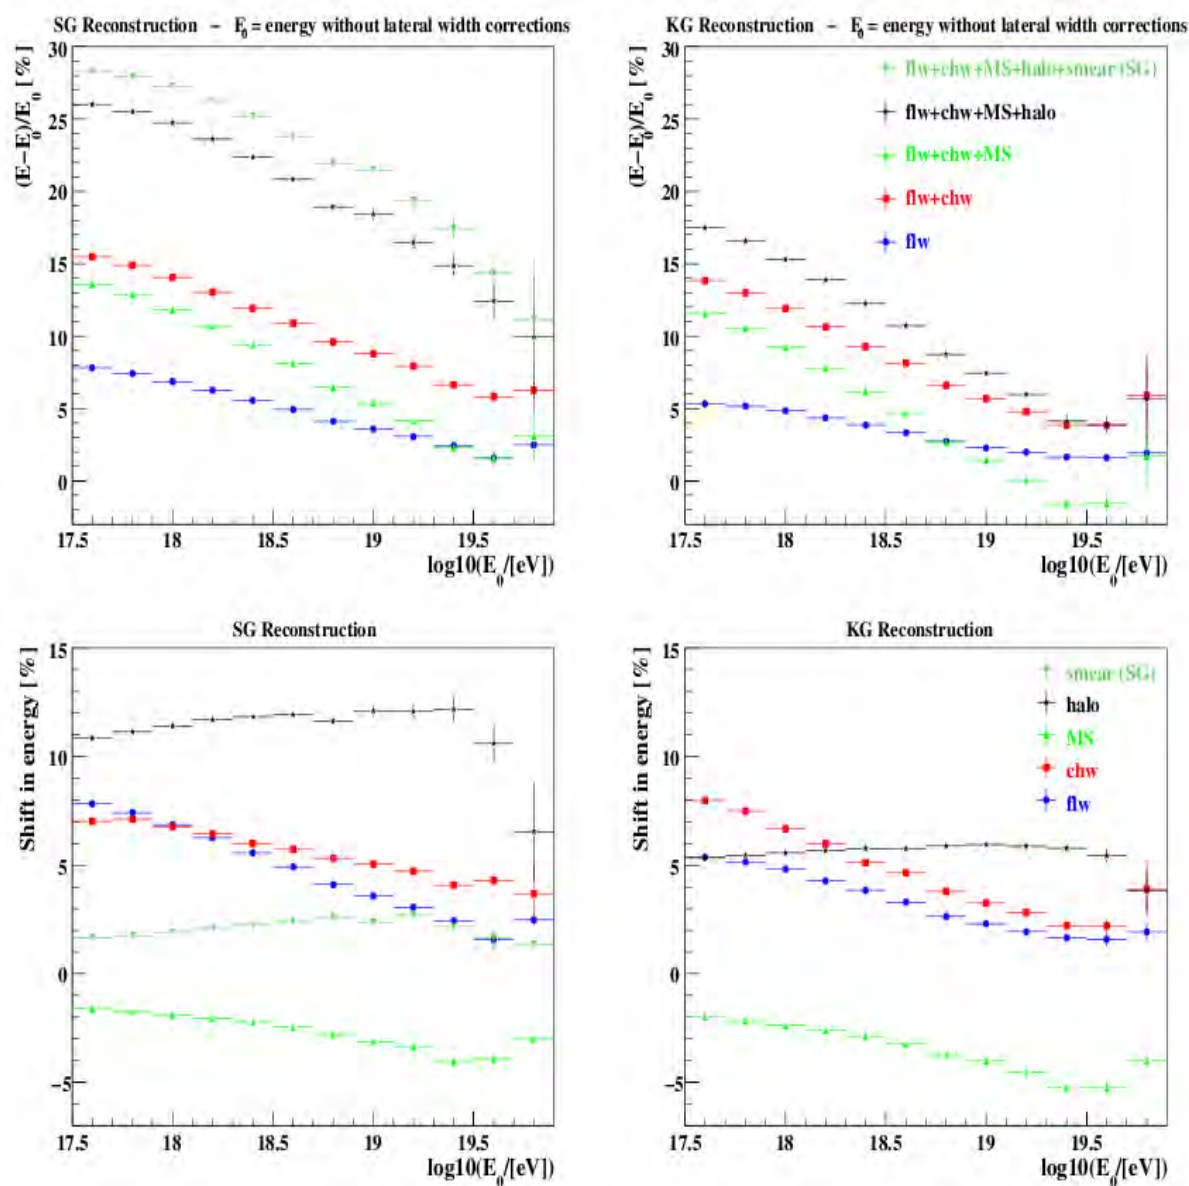 SG Reconstruction − E0 = energy without lateral width corrections
(E−E0)/E0 [%]
30
25
20
15
10
5
0
17.5 18 18.5 19 19.5
log10(E0/[eV])
KG Reconstruction − E0 = energy without lateral width corrections
(E−E0)/E0 [%]
30
25
20
15
10
5
0
flw+chw+MS+halo+smear (SG)
flw+chw+MS+halo
flw+chw+MS
flw+chw
flw
17.5 18 18.5 19 19.5
log10(E0/[eV])
SG Reconstruction
Shift in energy [%]
15
10
5
0
−5
17.5 18 18.5 19 19.5
log10(E0/[eV])
KG Reconstruction
Shift in energy [%]
15
10
5
0
−5
smear (SG)
halo
MS
chw
flw
17.5 18 18.5 19 19.5
log10(E0/[eV])